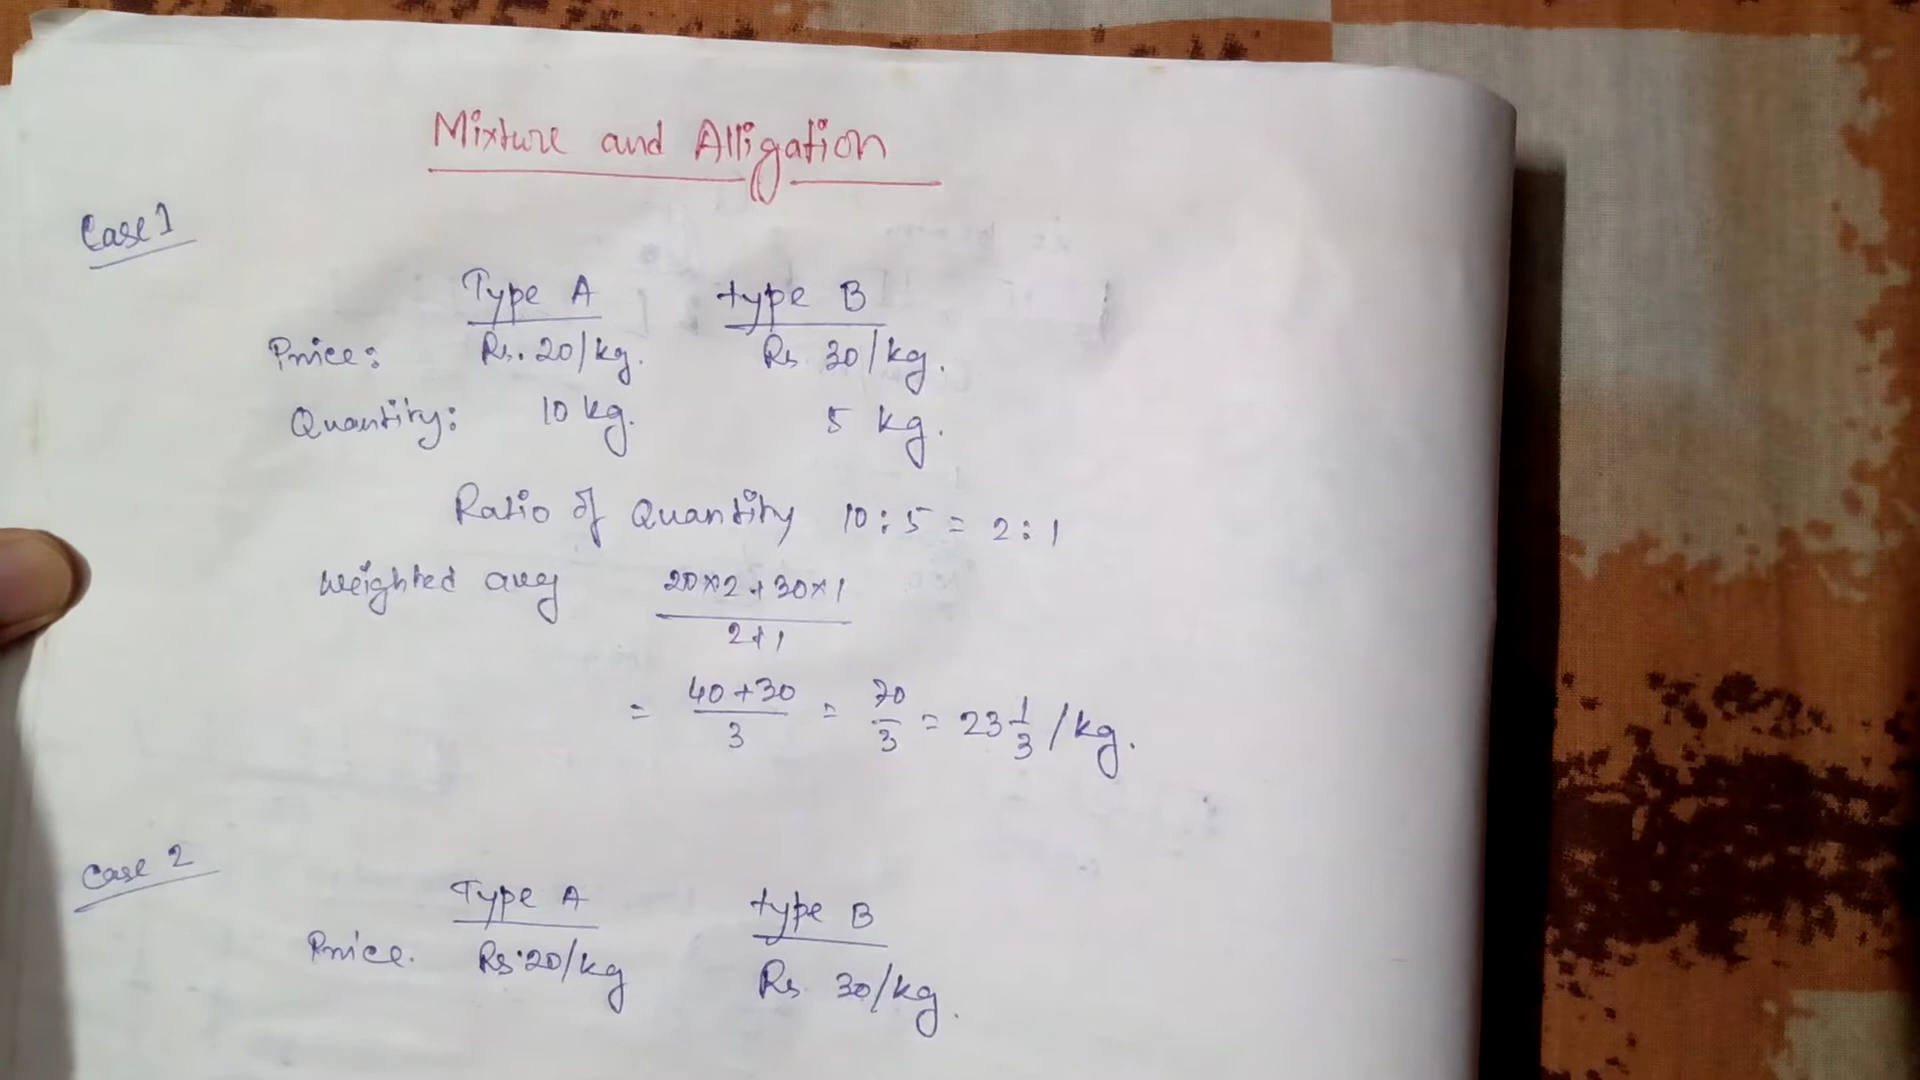 Mixture and Alligation
Case 1
Type A type B
Price: Rs. 20/kg. Rs 30/kg.
Quantity: 10 kg. 5 kg.
Ratio of Quantity 10:5 = 2:1
Weighted avg 20×2+30×1
2+1
= 40+30/3 = 70/3 = 23 1/3 /kg.
Case 2
Type A type B
Price. Rs.20/kg Rs 30/kg.